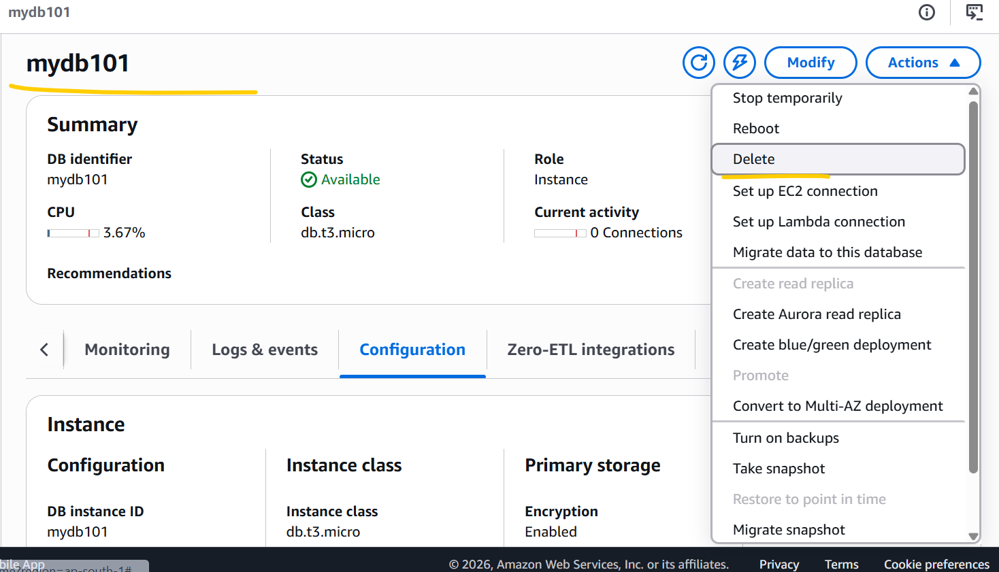 mydb101
mydb101
Modify
Actions
Stop temporarily
Reboot
Delete
Set up EC2 connection
Set up Lambda connection
Migrate data to this database
Create read replica
Create Aurora read replica
Create blue/green deployment
Promote
Convert to Multi-AZ deployment
Turn on backups
Take snapshot
Restore to point in time
Migrate snapshot
Summary
DB identifier
mydb101
Status
Available
Role
Instance
CPU
3.67%
Class
db.t3.micro
Current activity
0 Connections
Recommendations
Monitoring
Logs & events
Configuration
Zero-ETL integrations
Instance
Configuration
Instance class
Primary storage
DB instance ID
mydb101
Instance class
db.t3.micro
Encryption
Enabled
bile App
© 2026, Amazon Web Services, Inc. or its affiliates.
Privacy
Terms
Cookie preferences